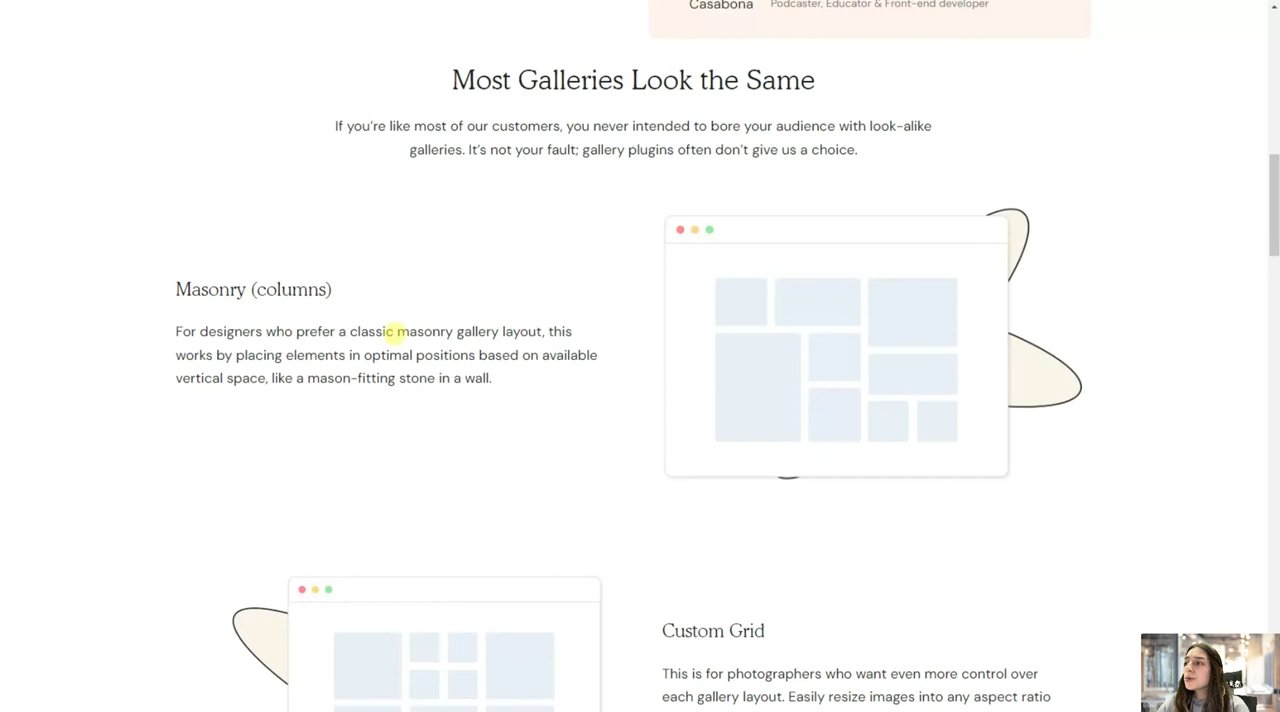 Casabona
Podcaster, Educator & Front-end developer
Most Galleries Look the Same
If you're like most of our customers, you never intended to bore your audience with look-alike
galleries. It's not your fault; gallery plugins often don't give us a choice.
Masonry (columns)
For designers who prefer a classic masonry gallery layout, this
works by placing elements in optimal positions based on available
vertical space, like a mason-fitting stone in a wall.
Custom Grid
This is for photographers who want even more control over
each gallery layout. Easily resize images into any aspect ratio